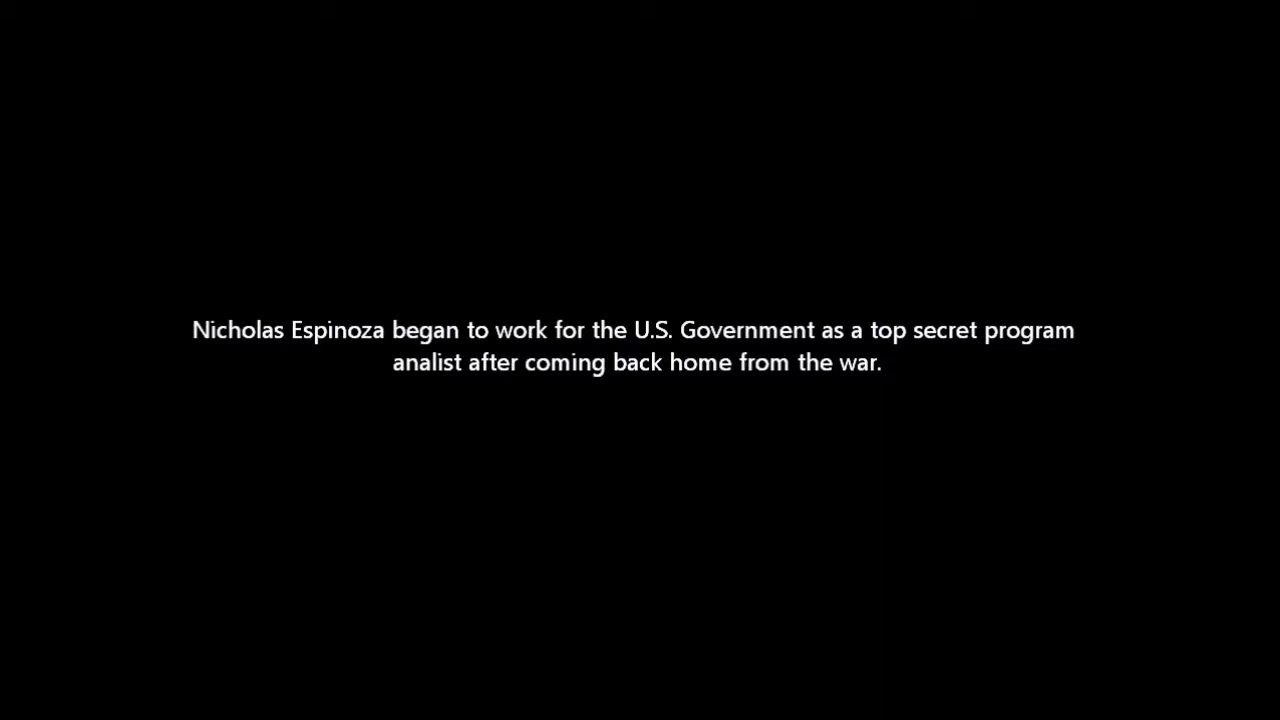 Nicholas Espinoza began to work for the U.S. Government as a top secret program
analist after coming back home from the war.